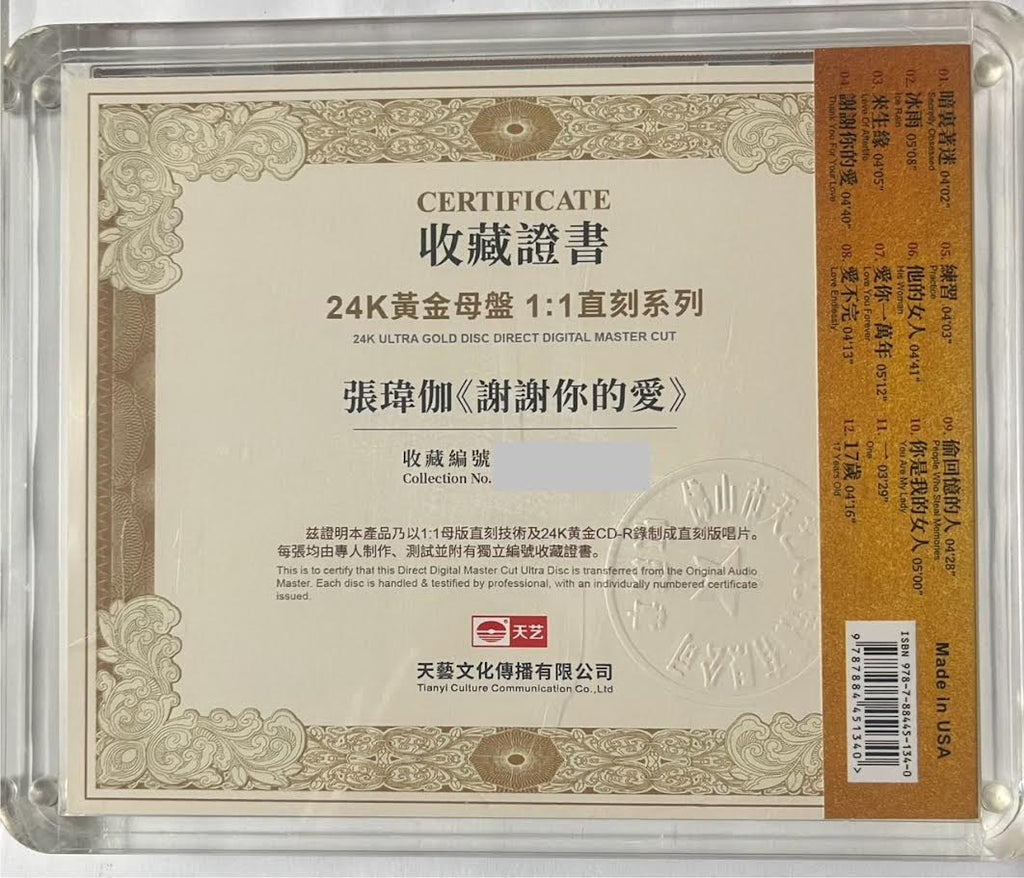 CERTIFICATE
收藏證書
24K黃金母盤 1:1直刻系列
24K ULTRA GOLD DISC DIRECT DIGITAL MASTER CUT
張瑋伽《謝謝你的愛》
收藏編號
Collection No.
兹證明本產品乃以1:1母版直刻技術及24K黄金CD-R錄制成直刻版唱片。
每張均由專人制作、測試並附有獨立編號收藏證書。
This is to certify that this Direct Digital Master Cut Ultra Disc is transferred from the Original Audio
Master. Each disc is handled & testified by professional, with an individually numbered certificate
issued.
天艺
天藝文化傳播有限公司
Tianyi Culture Communication Co.,Ltd
01. 暗裏著迷 04'02"
Secretly Obsessed
02. 冰雨 05'08"
Ice Rain
03. 來生緣 04'05"
Love Of Afterlife
04. 謝謝你的愛 04'40"
Thank You For Your Love
05. 練習 04'03"
Practice
06. 他的女人 04'41"
His Woman
07. 愛你一萬年 05'12"
Love You Forever
08. 愛不完 04'13"
Love Endlessly
09. 偷回憶的人 04'28"
People Who Steal Memories
10. 你是我的女人 05'00"
You Are My Lady
11. 一 03'29"
One
12. 17歲 04'16"
17 Years Old
Made in USA
ISBN 978-7-88445-134-0
9 787884 451340 >